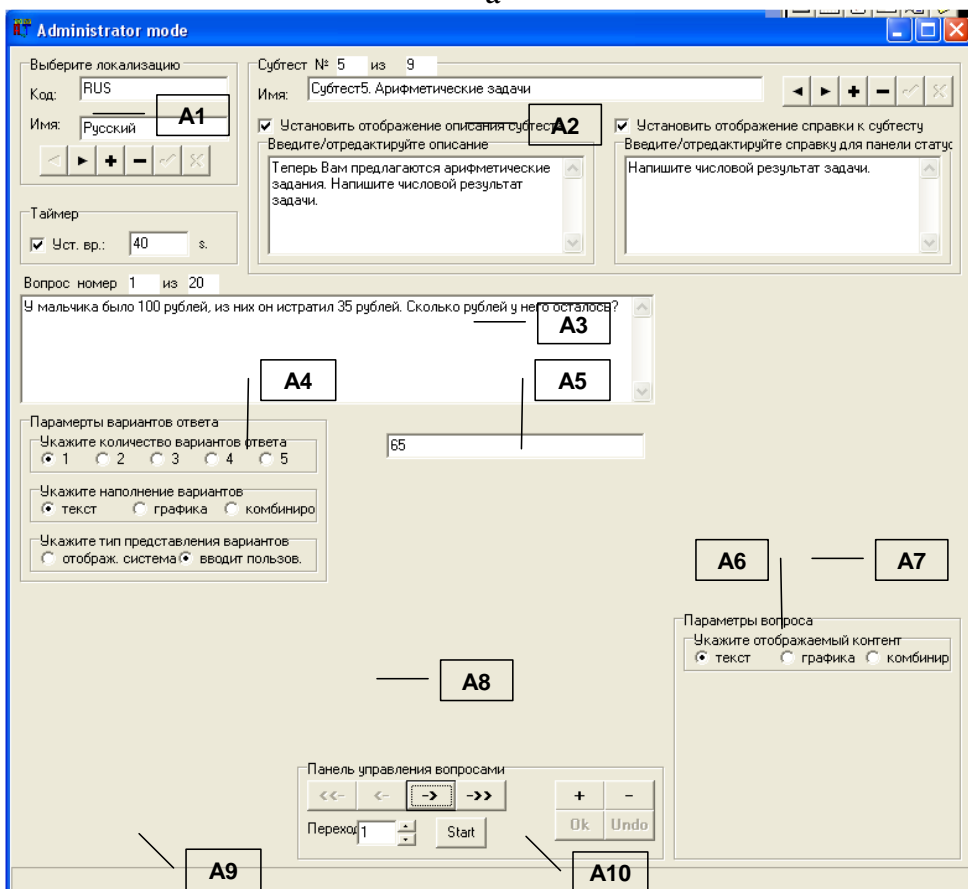 а
Administrator mode
Выберите локализацию
Код: RUS
Имя: Русский
A1
Субтест № 5 из 9
Имя: Субтест5. Арифметические задачи
Установить отображение описания субтеста
A2
Установить отображение справки к субтесту
Введите/отредактируйте описание
Теперь Вам предлагаются арифметические
задания. Напишите числовой результат
задачи.
Введите/отредактируйте справку для панели статус
Напишите числовой результат задачи.
Таймер
Уст. вр.: 40 s.
Вопрос номер 1 из 20
У мальчика было 100 рублей, из них он истратил 35 рублей. Сколько рублей у него осталось?
A3
A4
A5
Парамерты вариантов ответа
Укажите количество вариантов ответа
1 2 3 4 5
65
Укажите наполнение вариантов
текст графика комбиниро
Укажите тип представления вариантов
отображ. система вводит пользов.
A6
A7
Параметры вопроса
Укажите отображаемый контент
текст графика комбинир
A8
Панель управления вопросами
<<- <- -> ->> + -
Переход 1 Start Ok Undo
A9
A10